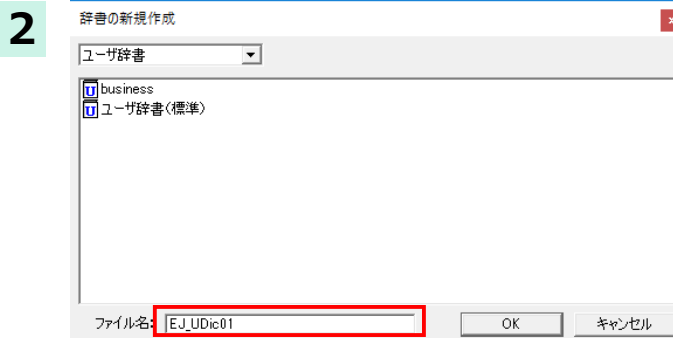 2
辞書の新規作成
ユーザ辞書
U business
U ユーザ辞書(標準)
ファイル名: EJ_UDic01 OK キャンセル